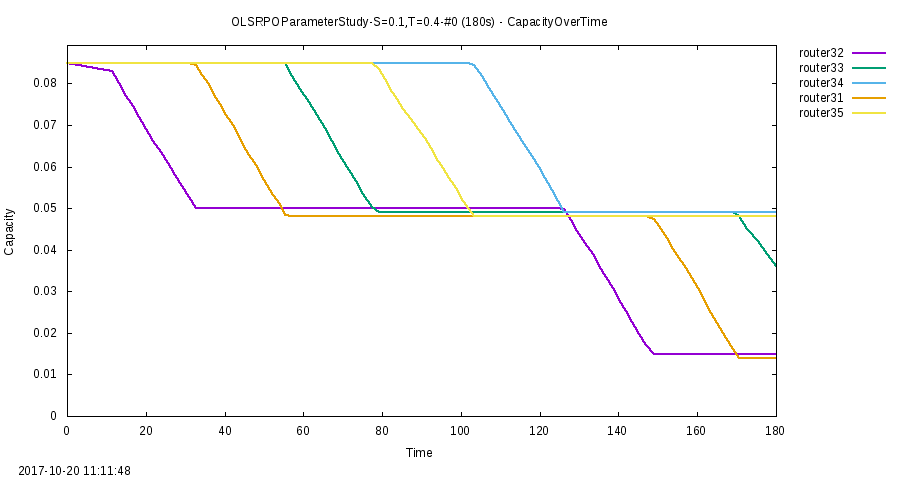 OLSRPOParameterStudy-S=0.1,T=0.4-#0 (180s) - CapacityOverTime
router32
router33
router34
router31
router35
0.08
0.07
0.06
0.05
0.04
0.03
0.02
0.01
0
Capacity
0 20 40 60 80 100 120 140 160 180
Time
2017-10-20 11:11:48